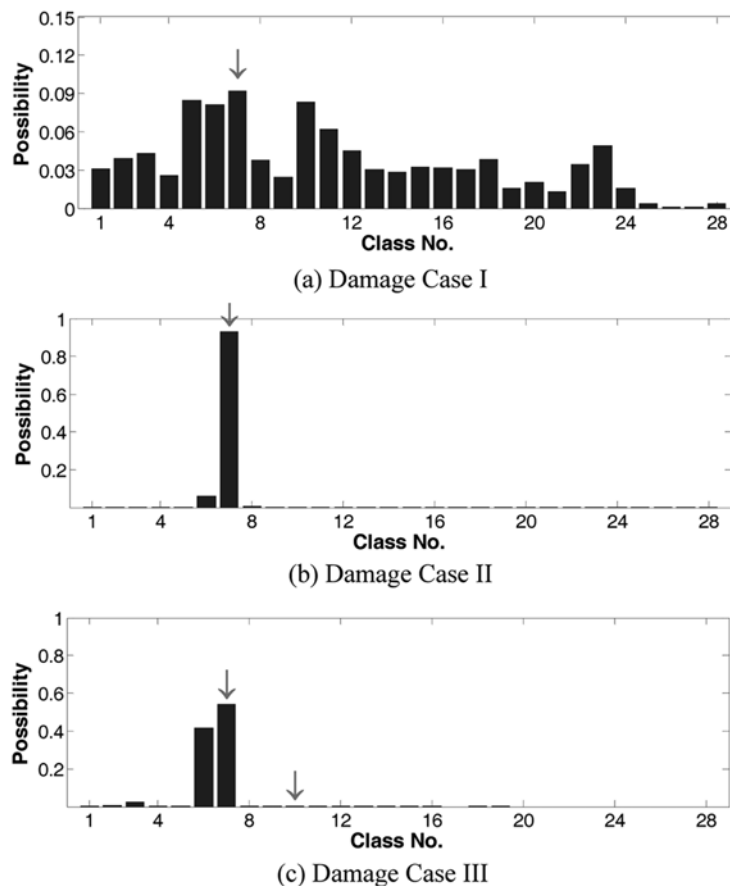 0.15
0.12
0.09
0.06
0.03
0
Possibility
1 4 8 12 16 20 24 28
Class No.
(a) Damage Case I
1
0.8
0.6
0.4
0.2
Possibility
1 4 8 12 16 20 24 28
Class No.
(b) Damage Case II
1
0.8
0.6
0.4
0.2
Possibility
1 4 8 12 16 20 24 28
Class No.
(c) Damage Case III